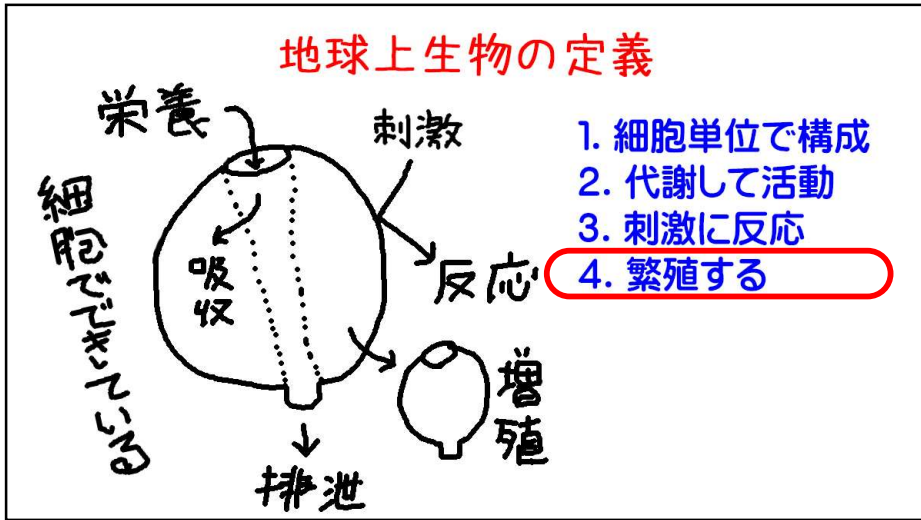 地球上生物の定義
栄養
刺激
1. 細胞単位で構成
2. 代謝して活動
3. 刺激に反応
4. 繁殖する
細胞でできている
吸収
反応
増殖
排泄